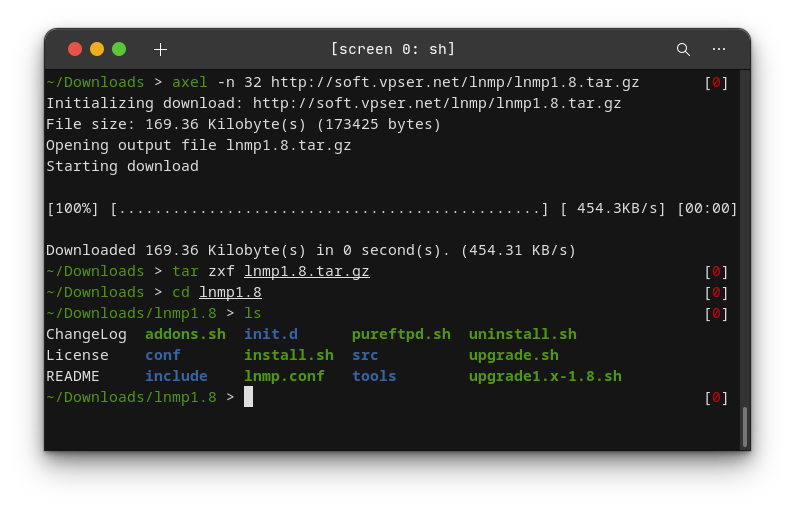 [screen 0: sh]
~/Downloads > axel -n 32 http://soft.vpser.net/lnmp/lnmp1.8.tar.gz [0]
Initializing download: http://soft.vpser.net/lnmp/lnmp1.8.tar.gz
File size: 169.36 Kilobyte(s) (173425 bytes)
Opening output file lnmp1.8.tar.gz
Starting download
[100%] [...............................................] [ 454.3KB/s] [00:00]
Downloaded 169.36 Kilobyte(s) in 0 second(s). (454.31 KB/s)
~/Downloads > tar zxf lnmp1.8.tar.gz [0]
~/Downloads > cd lnmp1.8 [0]
~/Downloads/lnmp1.8 > ls [0]
ChangeLog addons.sh init.d pureftpd.sh uninstall.sh
License conf install.sh src upgrade.sh
README include lnmp.conf tools upgrade1.x-1.8.sh
~/Downloads/lnmp1.8 > [0]